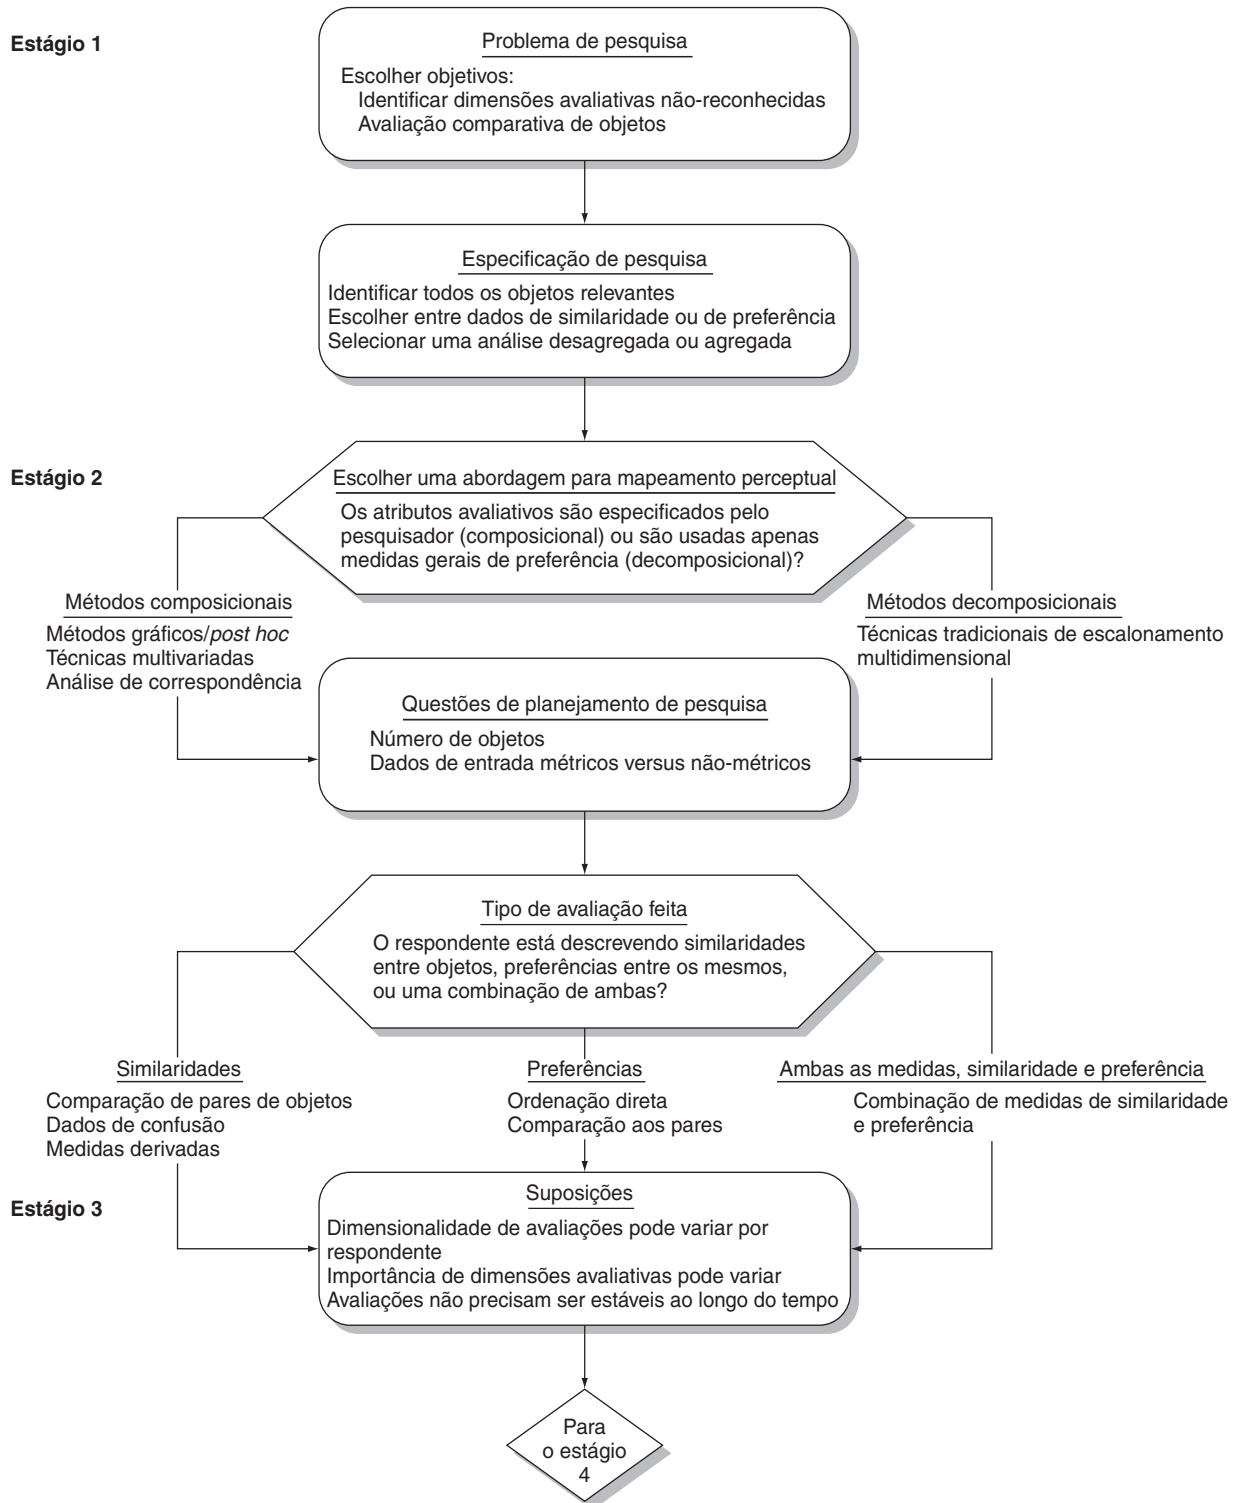 Estágio 1
Problema de pesquisa
Escolher objetivos:
Identificar dimensões avaliativas não-reconhecidas
Avaliação comparativa de objetos
Especificação de pesquisa
Identificar todos os objetos relevantes
Escolher entre dados de similaridade ou de preferência
Selecionar uma análise desagregada ou agregada
Estágio 2
Escolher uma abordagem para mapeamento perceptual
Os atributos avaliativos são especificados pelo
pesquisador (composicional) ou são usadas apenas
medidas gerais de preferência (decomposicional)?
Métodos composicionais
Métodos gráficos/post hoc
Técnicas multivariadas
Análise de correspondência
Métodos decomposicionais
Técnicas tradicionais de escalonamento
multidimensional
Questões de planejamento de pesquisa
Número de objetos
Dados de entrada métricos versus não-métricos
Tipo de avaliação feita
O respondente está descrevendo similaridades
entre objetos, preferências entre os mesmos,
ou uma combinação de ambas?
Similaridades
Comparação de pares de objetos
Dados de confusão
Medidas derivadas
Preferências
Ordenação direta
Comparação aos pares
Ambas as medidas, similaridade e preferência
Combinação de medidas de similaridade
e preferência
Estágio 3
Suposições
Dimensionalidade de avaliações pode variar por
respondente
Importância de dimensões avaliativas pode variar
Avaliações não precisam ser estáveis ao longo do tempo
Para
o estágio
4